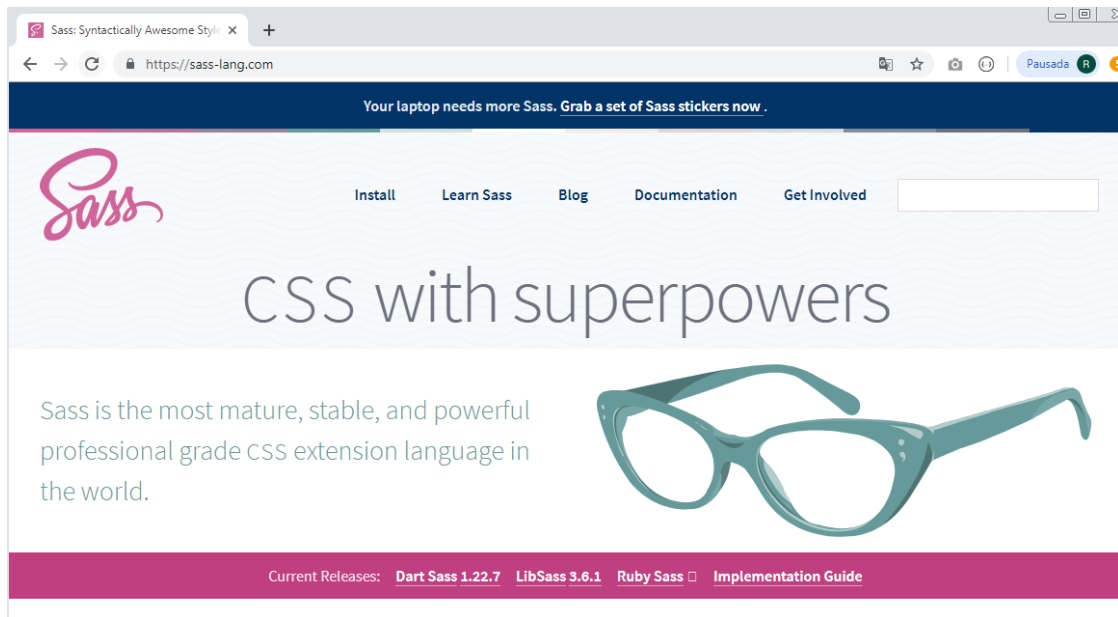 Sass: Syntactically Awesome Style
https://sass-lang.com
Pausada R
Your laptop needs more Sass. Grab a set of Sass stickers now .
Sass
Install Learn Sass Blog Documentation Get Involved
CSS with superpowers
Sass is the most mature, stable, and powerful
professional grade CSS extension language in
the world.
Current Releases: Dart Sass 1.22.7 LibSass 3.6.1 Ruby Sass Implementation Guide